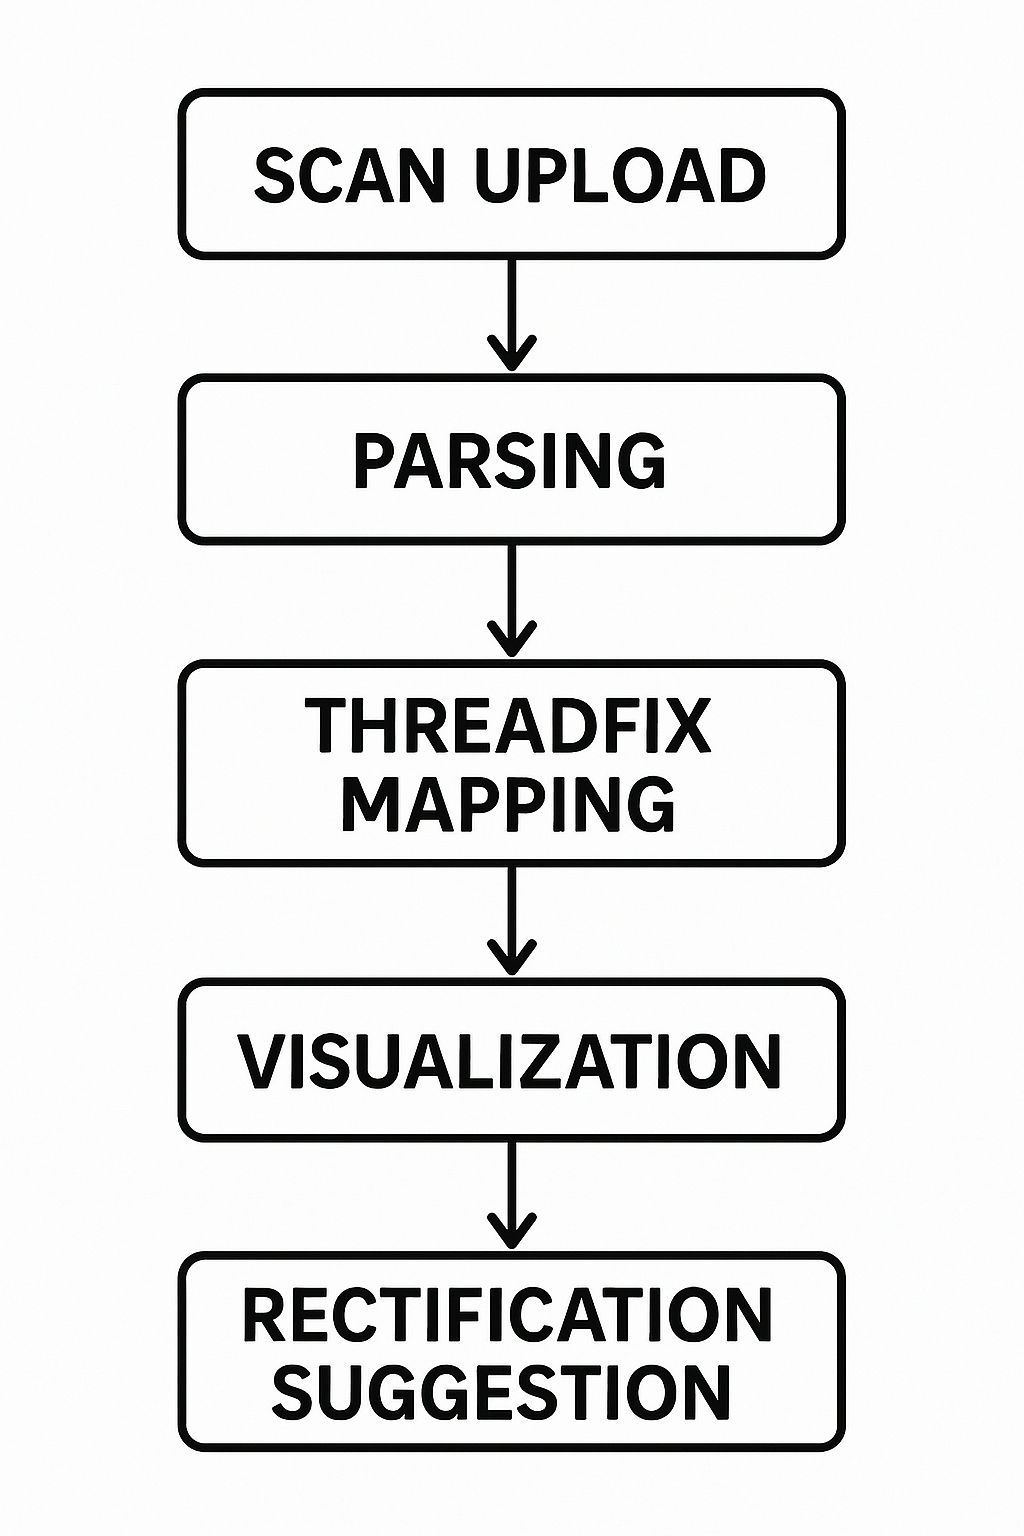 SCAN UPLOAD
PARSING
THREADFIX
MAPPING
VISUALIZATION
RECTIFICATION
SUGGESTION